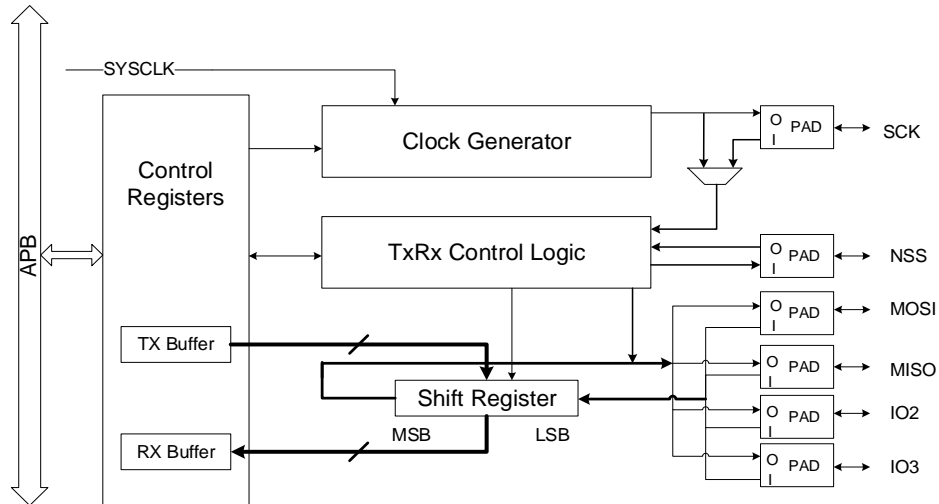 SYSCLK
APB
Control
Registers
Clock Generator
O
I
PAD
SCK
TxRx Control Logic
O
I
PAD
NSS
O
I
PAD
MOSI
TX Buffer
O
I
PAD
MISO
Shift Register
MSB
LSB
O
I
PAD
IO2
RX Buffer
O
I
PAD
IO3